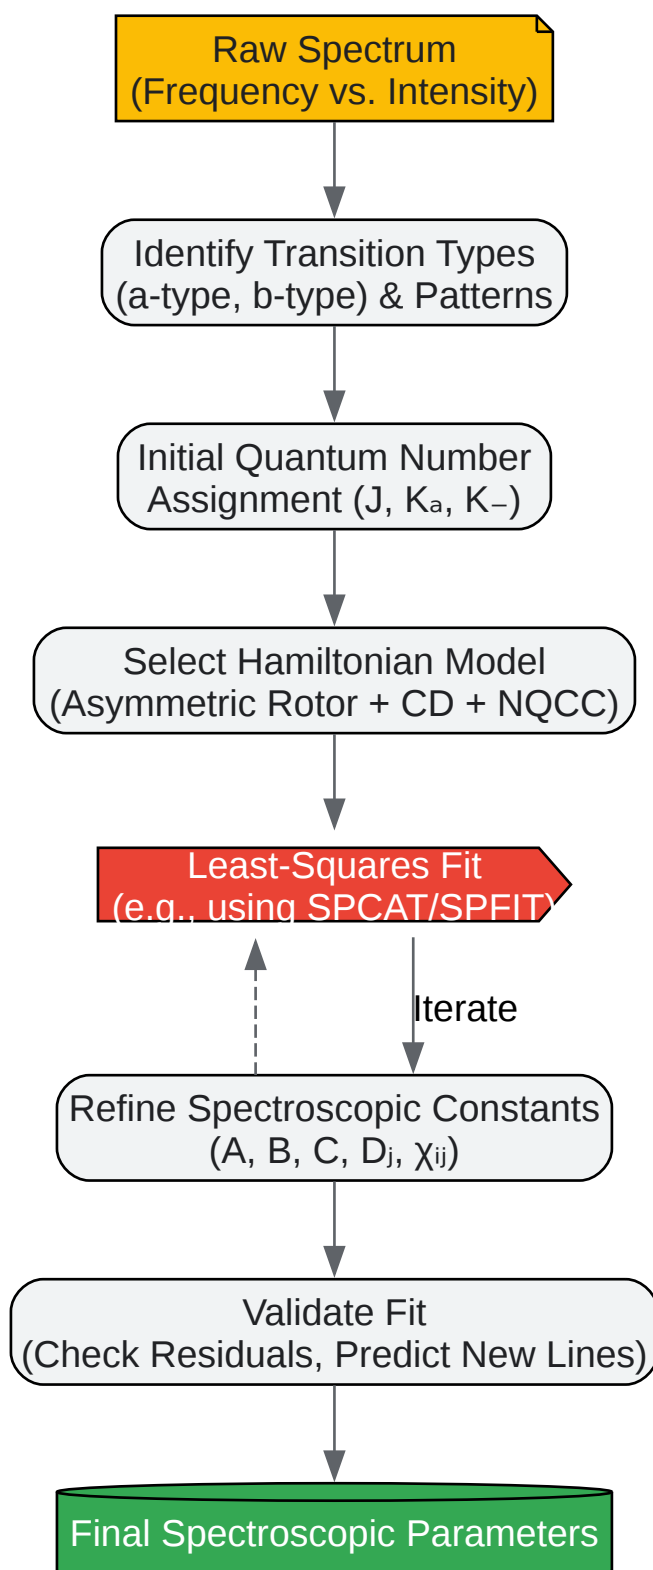 Raw Spectrum
(Frequency vs. Intensity)
Identify Transition Types
(a-type, b-type) & Patterns
Initial Quantum Number
Assignment (J, Kₐ, K₋)
Select Hamiltonian Model
(Asymmetric Rotor + CD + NQCC)
Least-Squares Fit
(e.g., using SPCAT/SPFIT)
Iterate
Refine Spectroscopic Constants
(A, B, C, Dⱼ, χᵢⱼ)
Validate Fit
(Check Residuals, Predict New Lines)
Final Spectroscopic Parameters